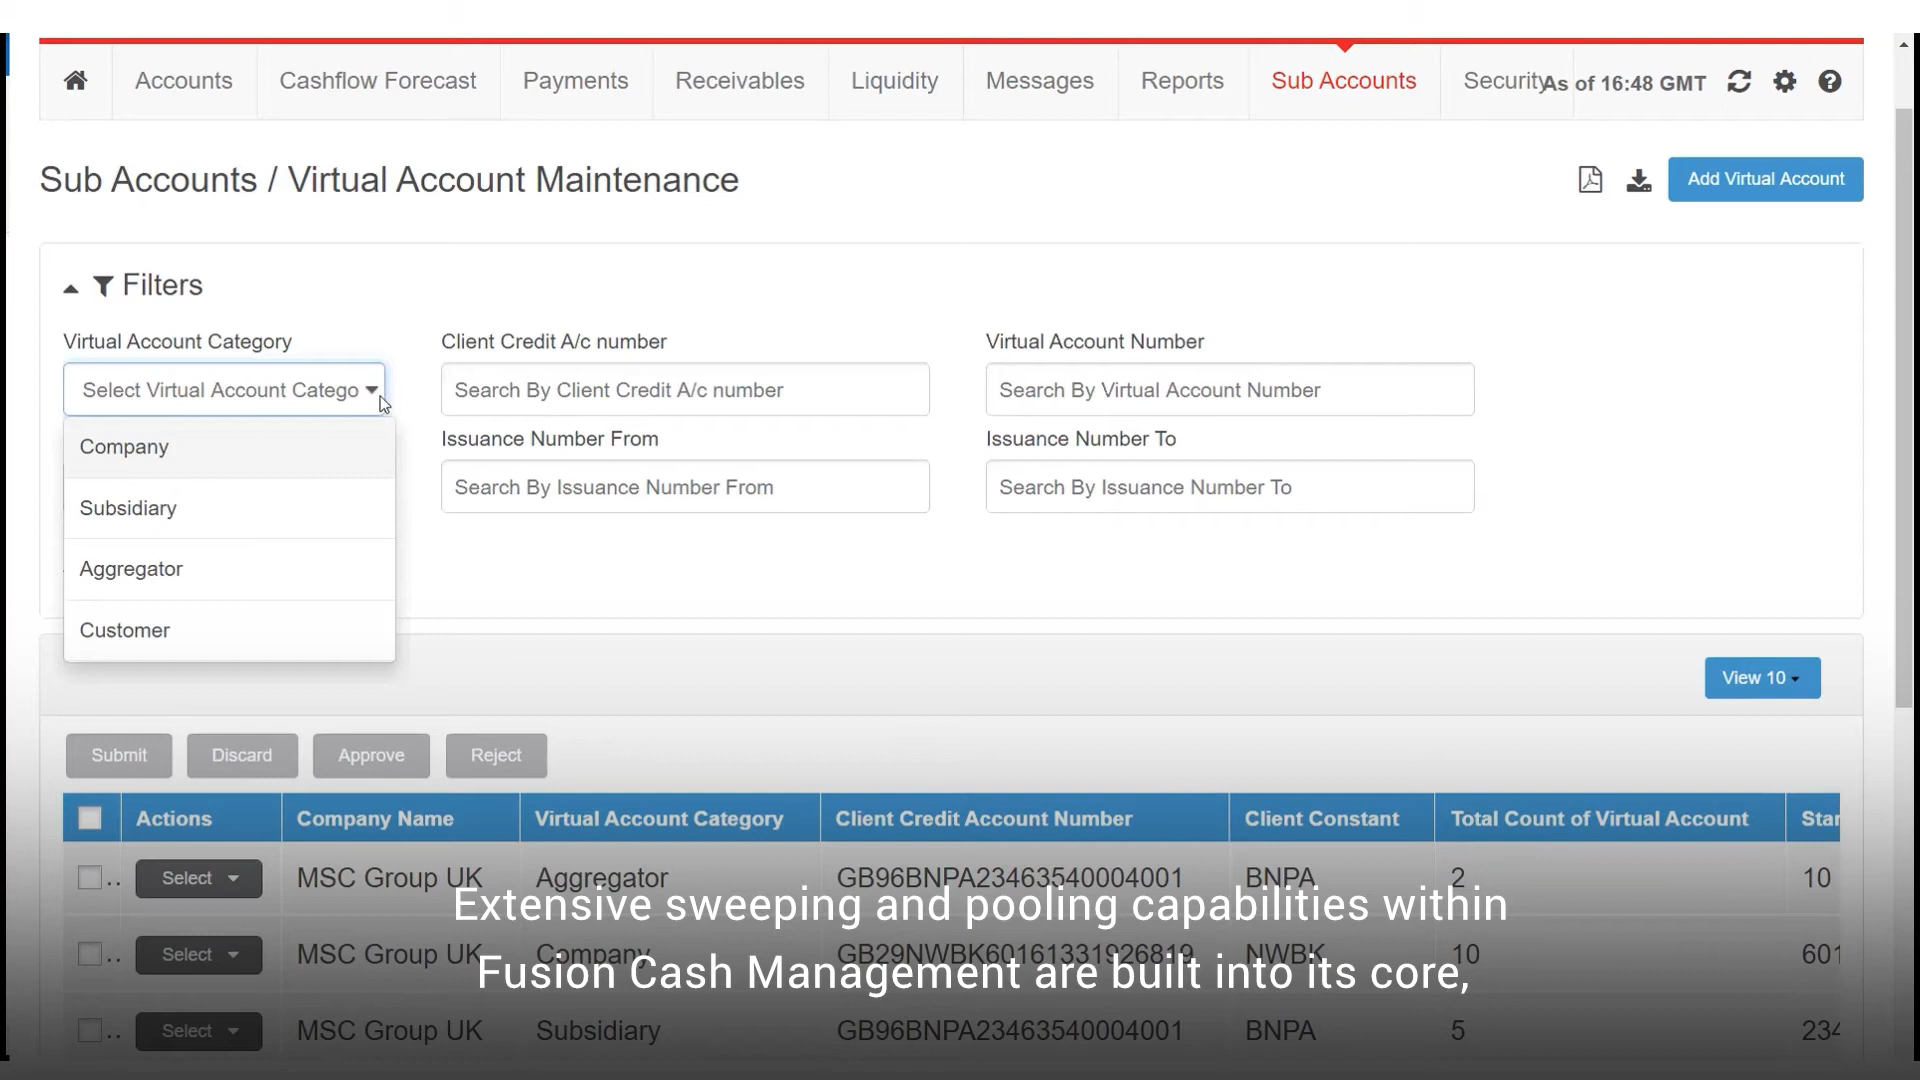 Accounts Cashflow Forecast Payments Receivables Liquidity Messages Reports Sub Accounts Security As of 16:48 GMT
Sub Accounts / Virtual Account Maintenance
Add Virtual Account
Filters
Virtual Account Category Client Credit A/c number Virtual Account Number
Select Virtual Account Catego Search By Client Credit A/c number Search By Virtual Account Number
Company
Issuance Number From Issuance Number To
Search By Issuance Number From Search By Issuance Number To
Subsidiary
Aggregator
Customer
View 10
Submit Discard Approve Reject
Actions Company Name Virtual Account Category Client Credit Account Number Client Constant Total Count of Virtual Account Star
.. Select MSC Group UK Aggregator GB96BNPA23463540004001 BNPA 2 10
Extensive sweeping and pooling capabilities within
.. Select MSC Group UK Company GB29NWBK60161331926819 NWBK 10 601
Fusion Cash Management are built into its core,
.. Select MSC Group UK Subsidiary GB96BNPA23463540004001 BNPA 5 234